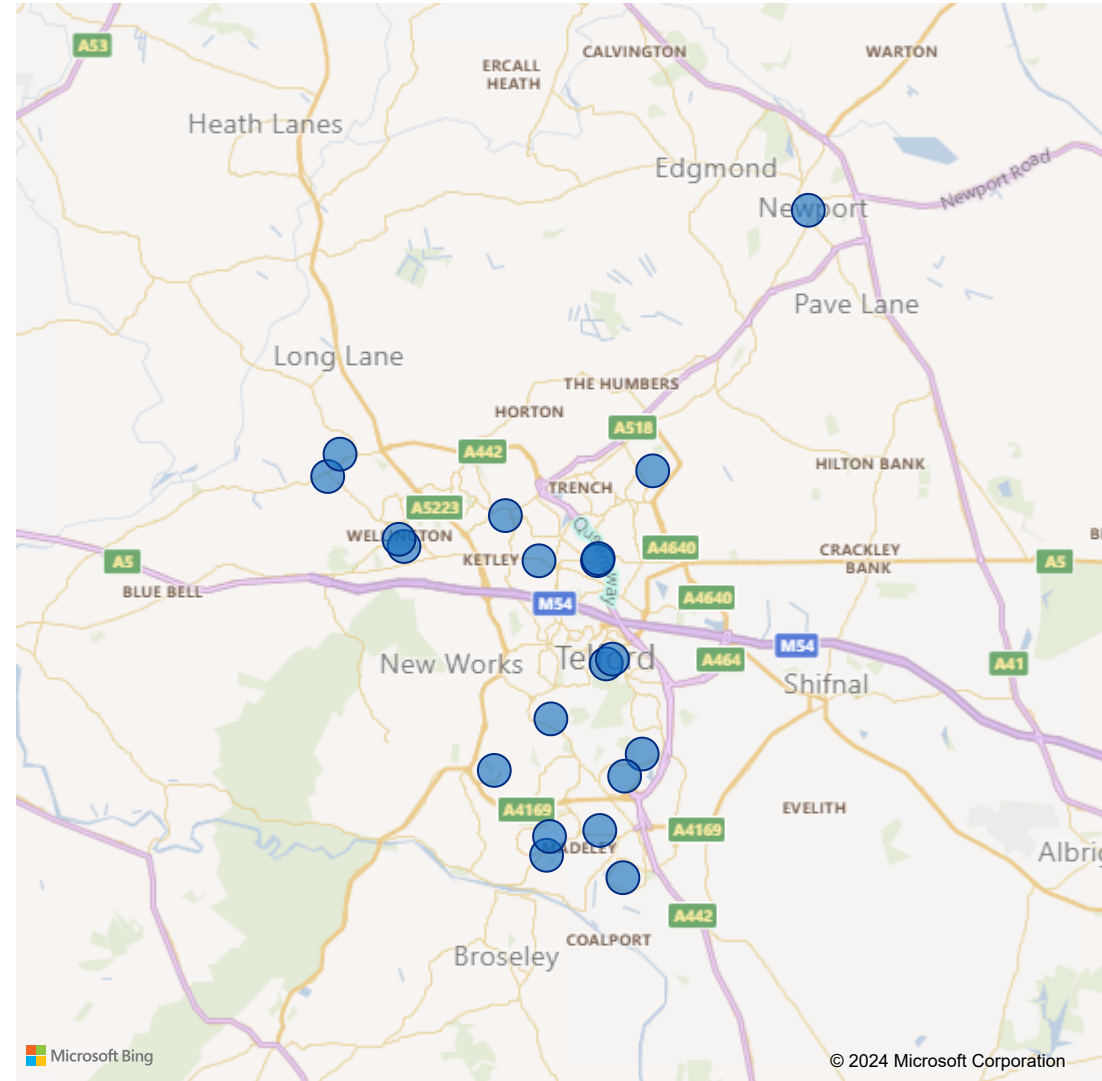 A53
CALVINGTON
WARTON
ERCALL
HEATH
Heath Lanes
Edgmond
Newport Road
Newport
Pave Lane
Long Lane
THE HUMBERS
HORTON
A518
A442
HILTON BANK
TRENCH
A5223
WELLINGTON
KETLEY
A4640
CRACKLEY
BANK
A5
A5
BLUE BELL
way
A4640
M54
M54
New Works
Telford
A464
A41
Shifnal
A4169
EVELITH
A4169
MADELEY
Albrig
A442
COALPORT
Broseley
Microsoft Bing
© 2024 Microsoft Corporation